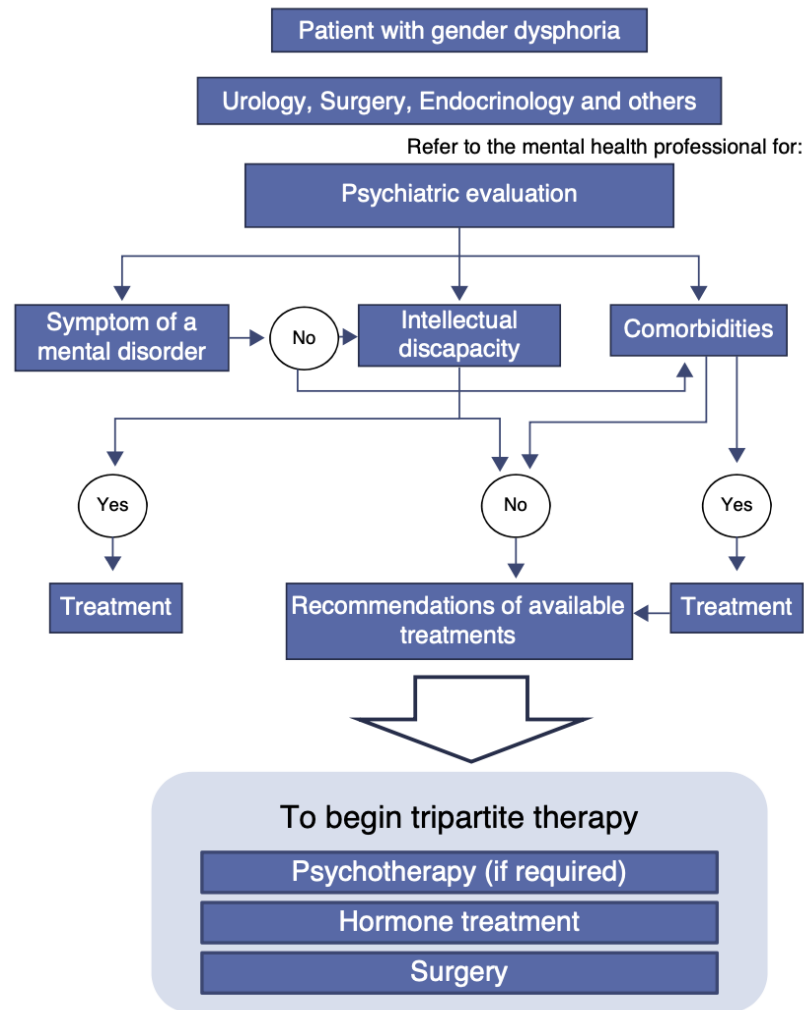 Patient with gender dysphoria
Urology, Surgery, Endocrinology and others
Refer to the mental health professional for:
Psychiatric evaluation
Symptom of a
mental disorder
No
Intellectual
discapacity
Comorbidities
Yes
No
Yes
Treatment
Recommendations of available
treatments
Treatment
To begin tripartite therapy
Psychotherapy (if required)
Hormone treatment
Surgery